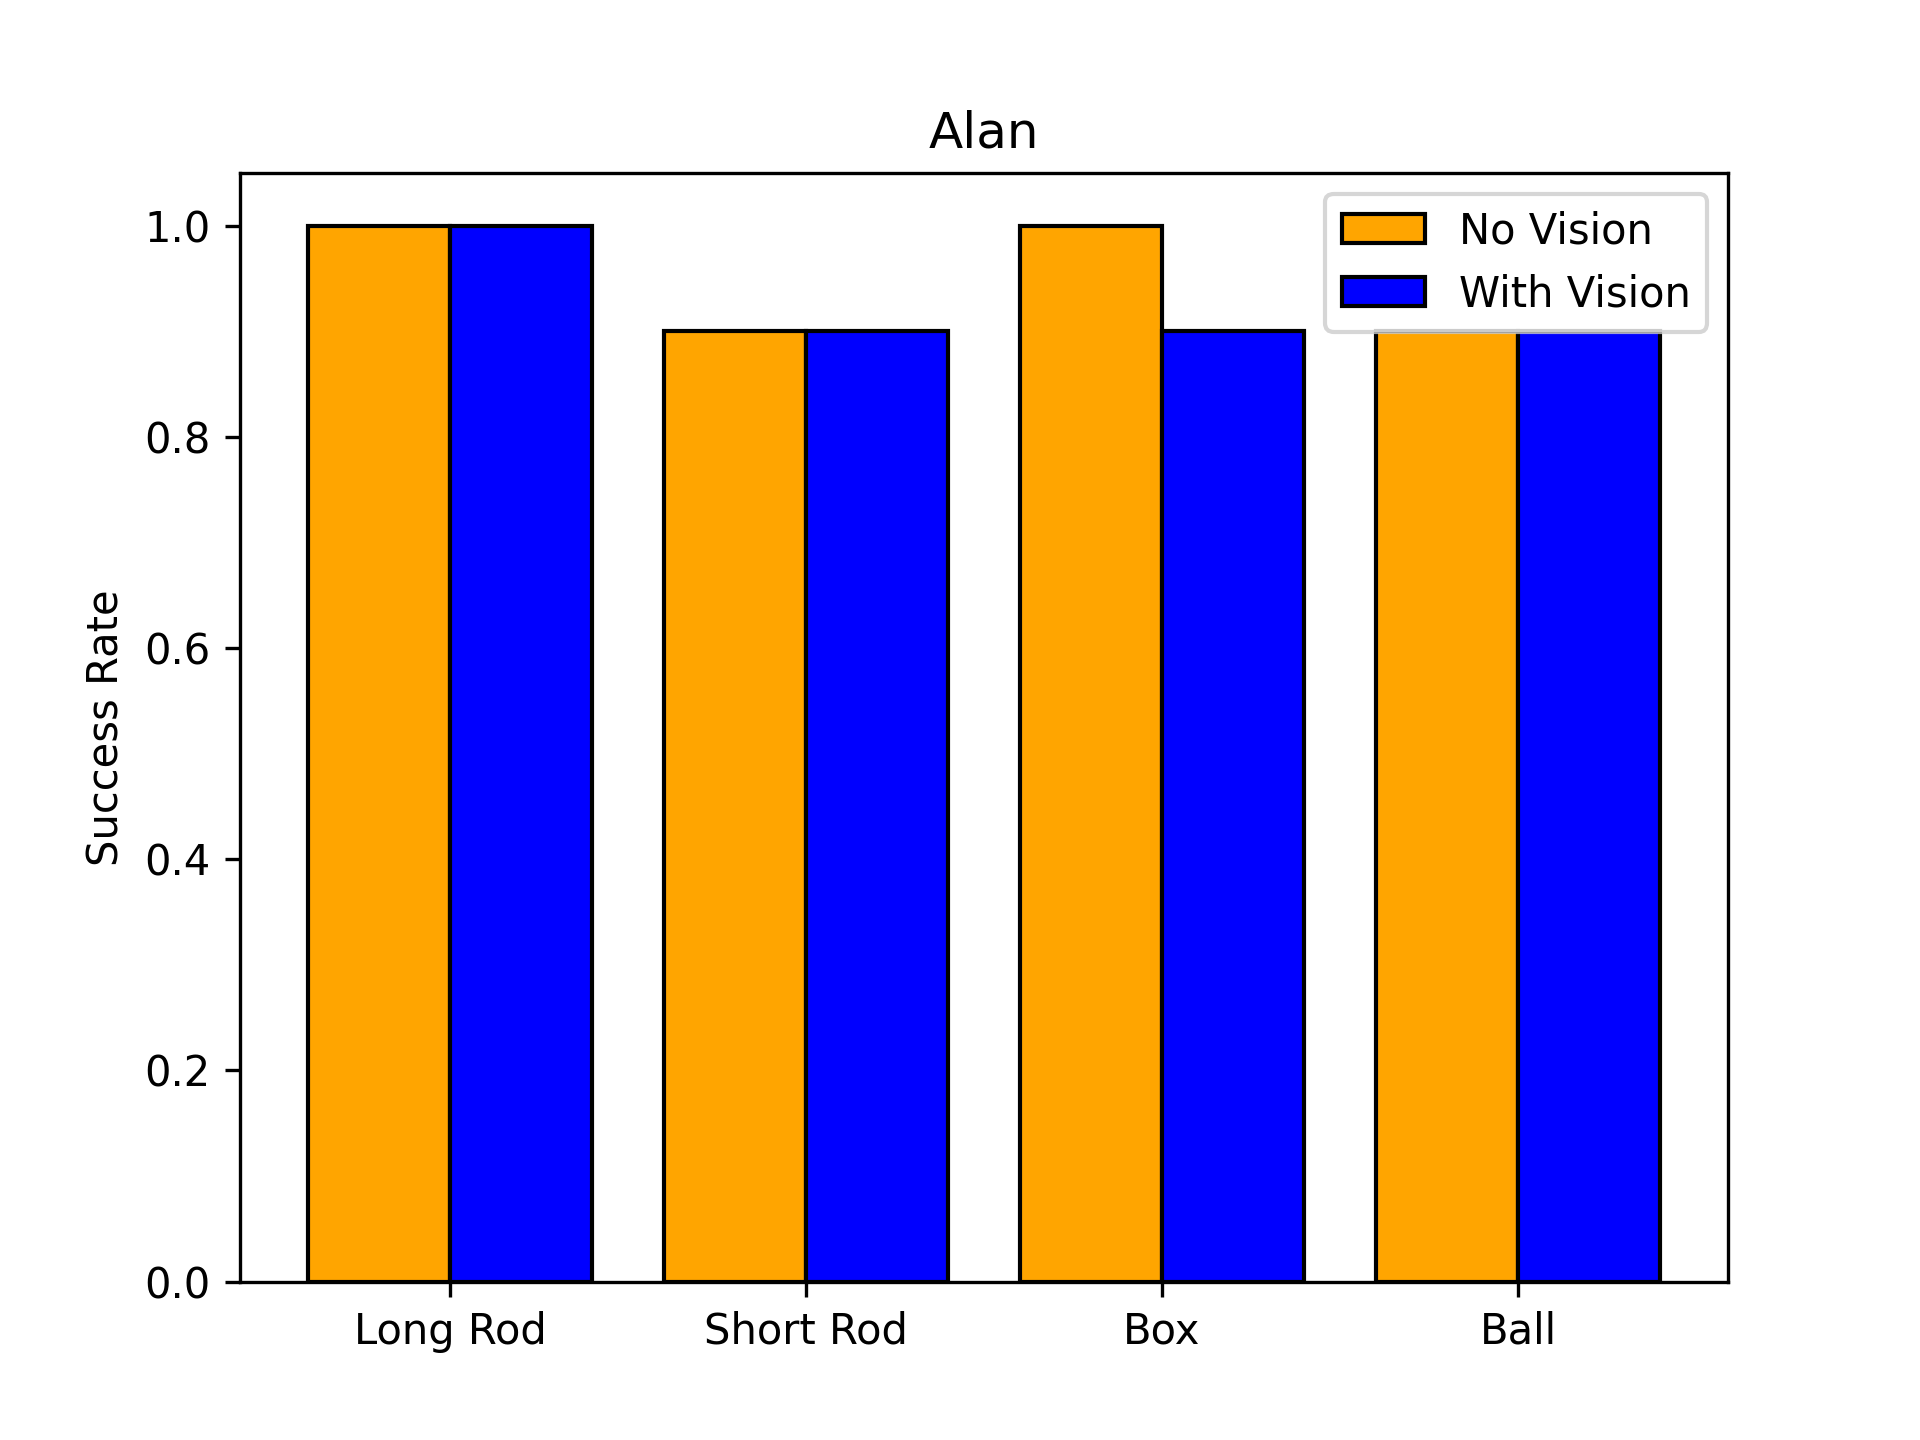 Alan
No Vision
With Vision
1.0
0.8
0.6
0.4
0.2
0.0
Success Rate
Long Rod
Short Rod
Box
Ball